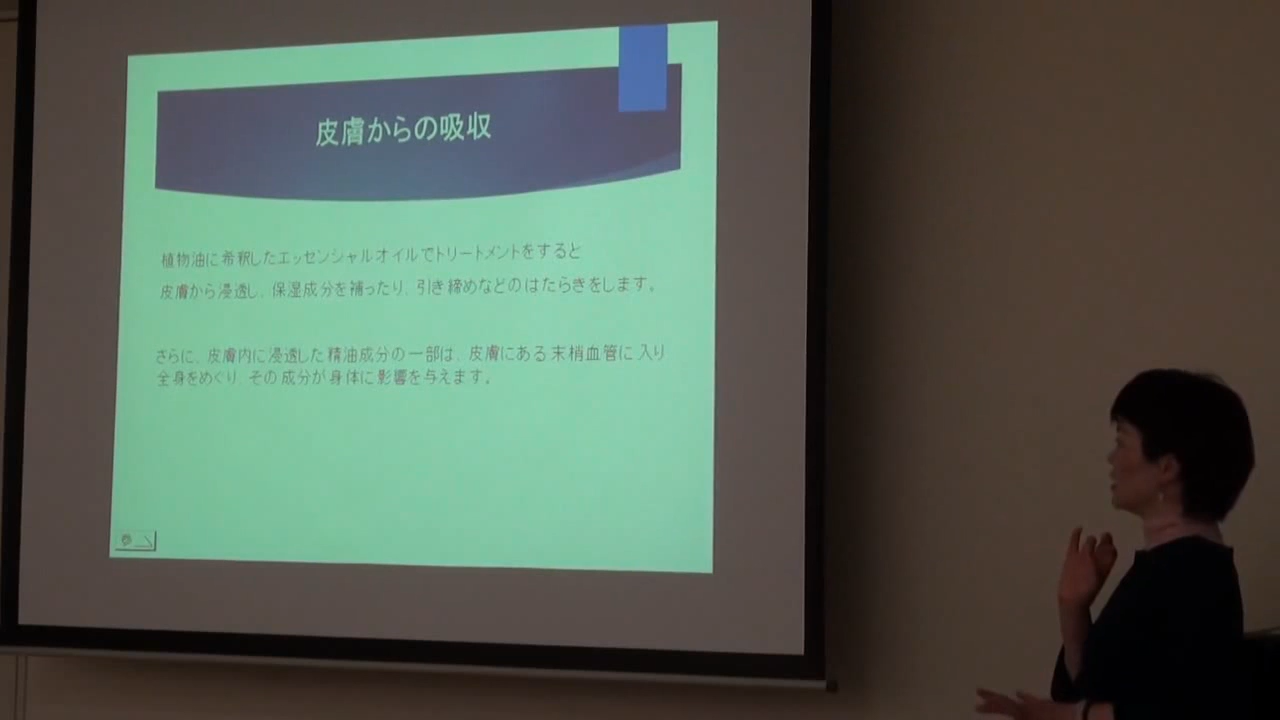 皮膚からの吸収
植物油に希釈したエッセンシャルオイルでトリートメントをすると
皮膚から浸透し、保湿成分を補ったり、引き締めなどのはたらきをします。
さらに、皮膚内に浸透した精油成分の一部は、皮膚にある末梢血管に入り
全身をめぐり、その成分が身体に影響を与えます。